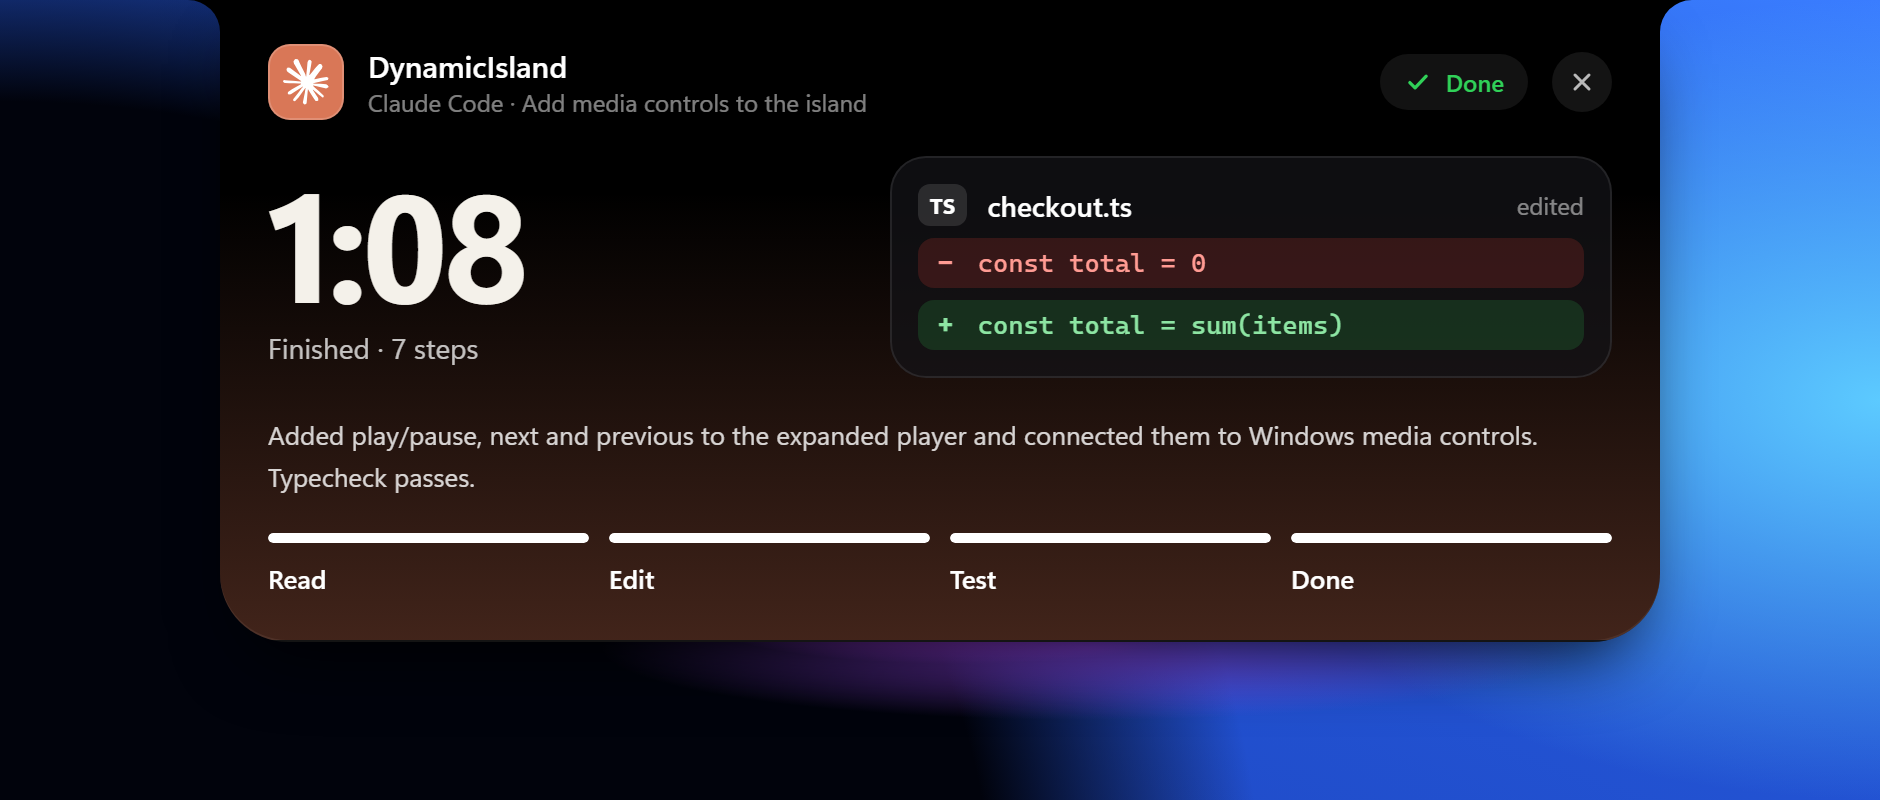 DynamicIsland
Claude Code · Add media controls to the island
✓ Done
1:08
Finished · 7 steps
TS checkout.ts edited
− const total = 0
+ const total = sum(items)
Added play/pause, next and previous to the expanded player and connected them to Windows media controls.
Typecheck passes.
Read
Edit
Test
Done